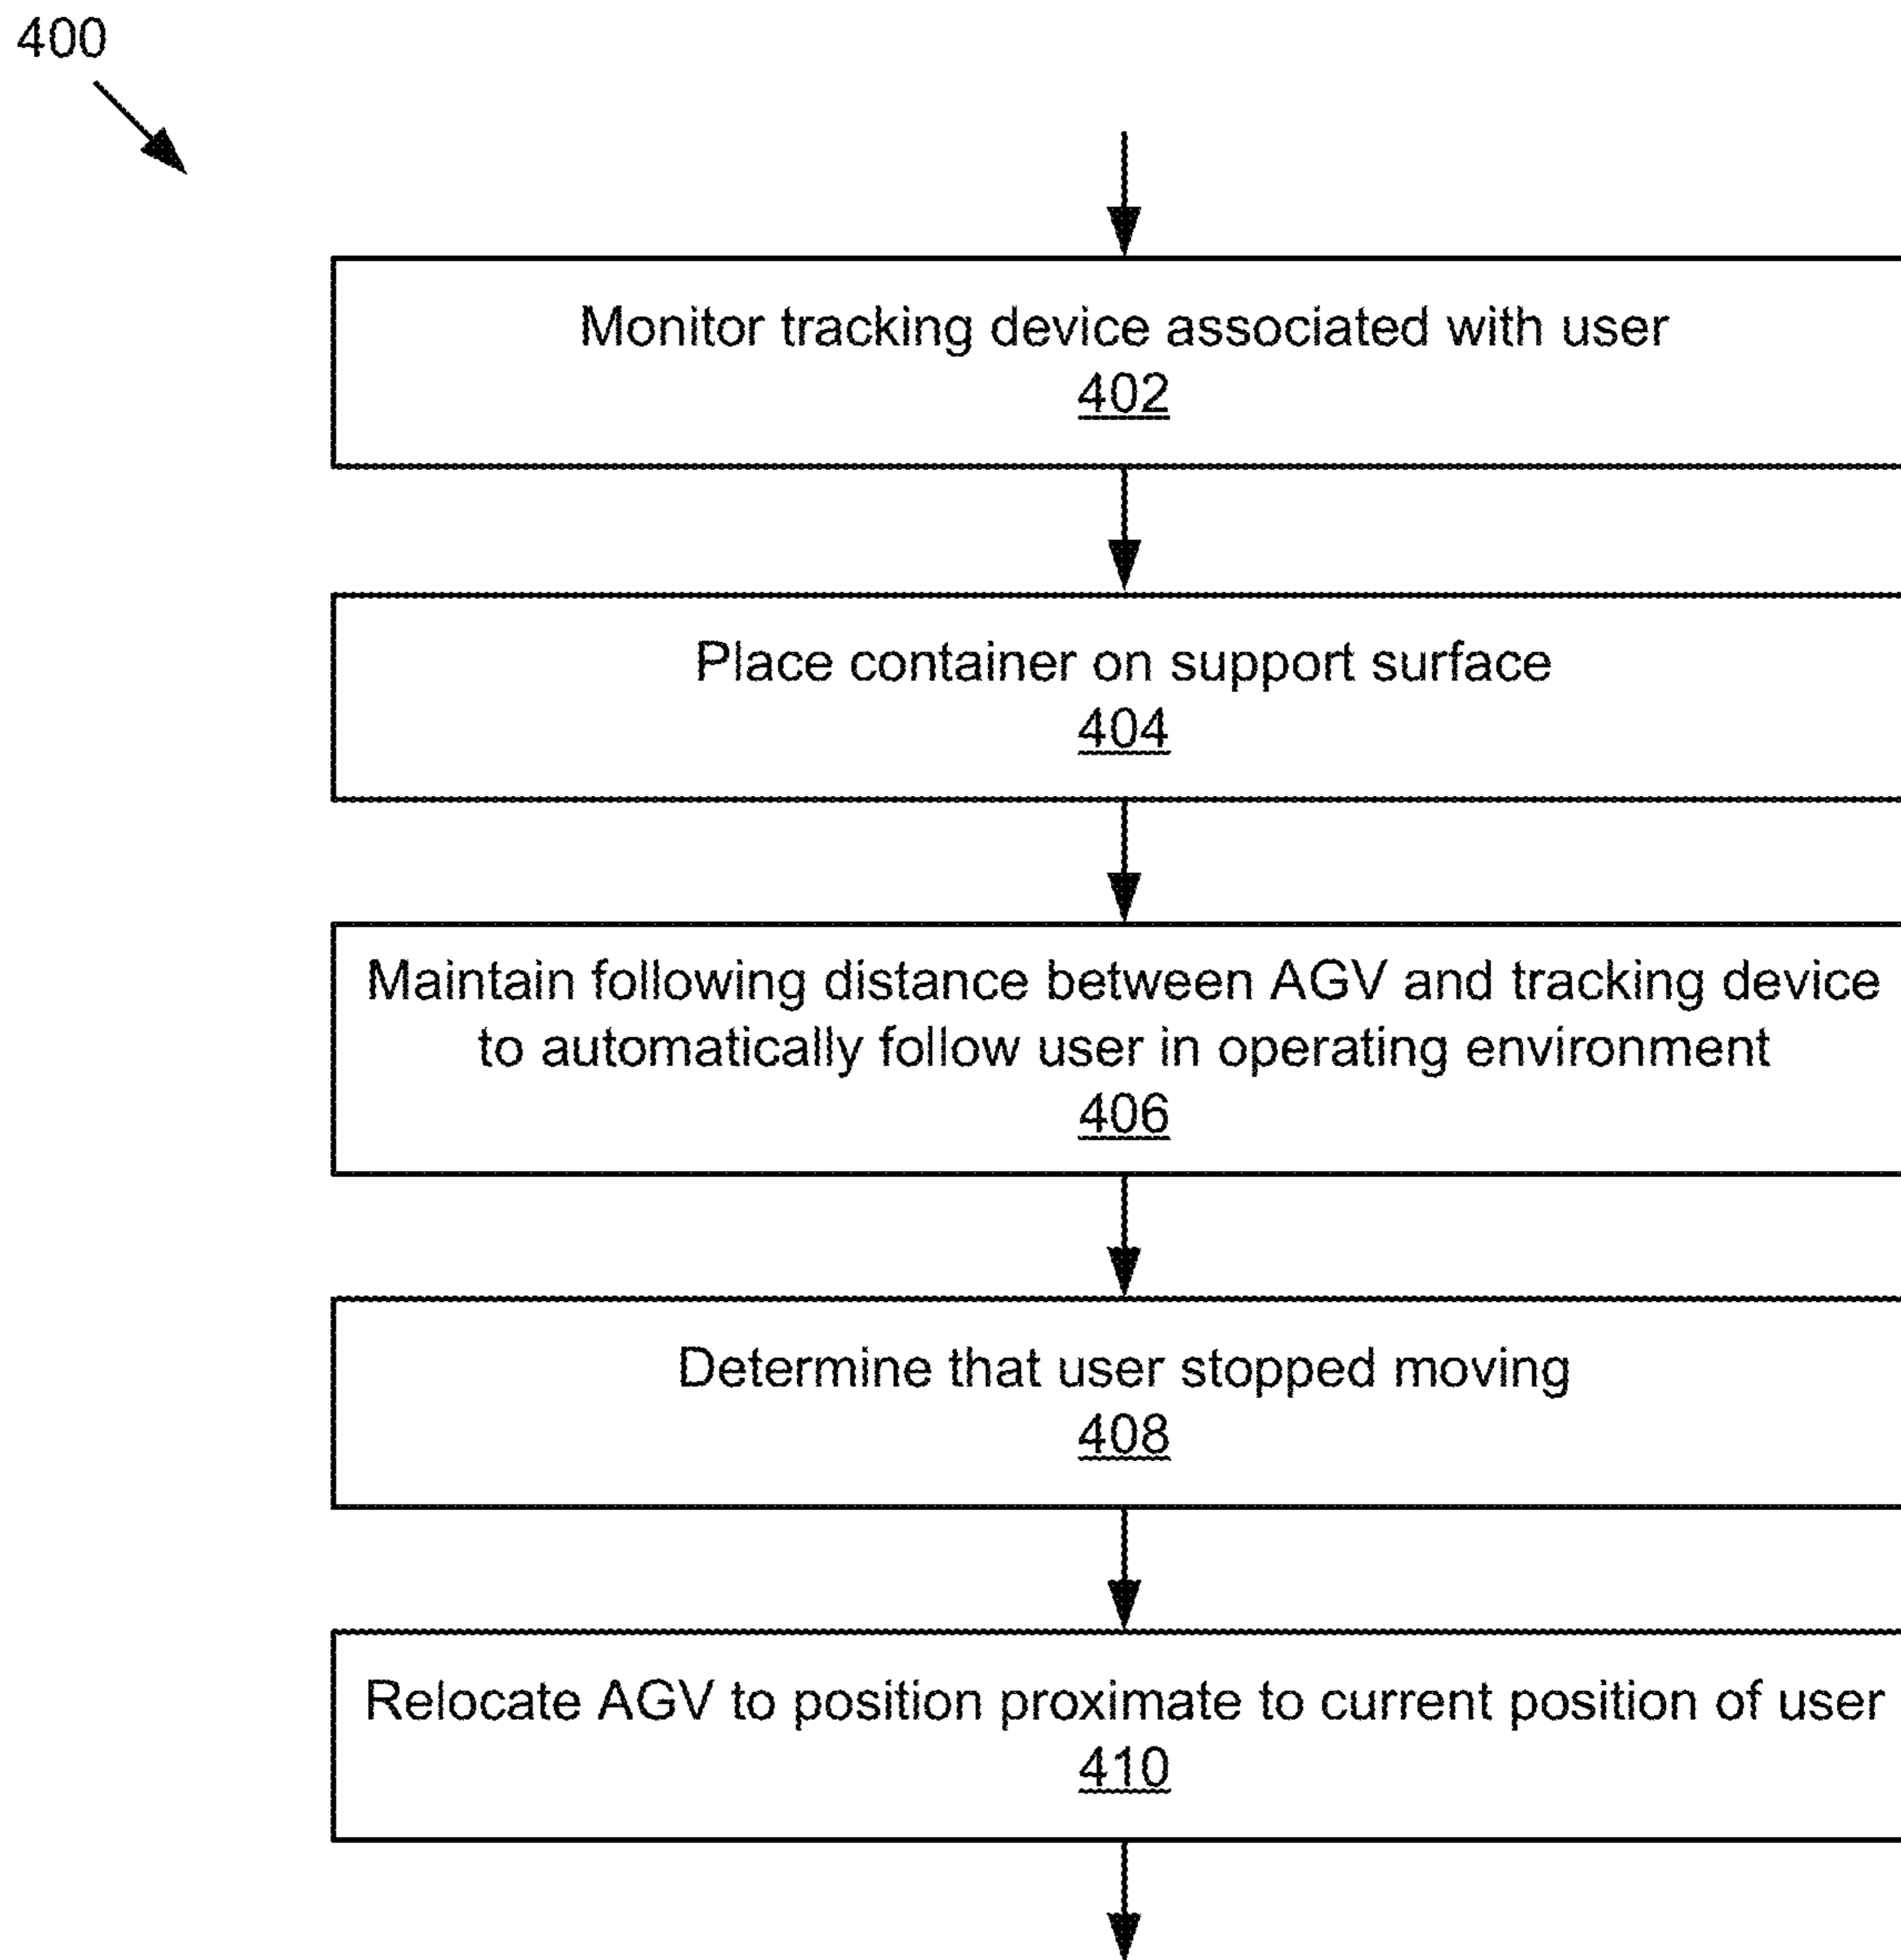 400
Monitor tracking device associated with user
402
Place container on support surface
404
Maintain following distance between AGV and tracking device
to automatically follow user in operating environment
406
Determine that user stopped moving
408
Relocate AGV to position proximate to current position of user
410